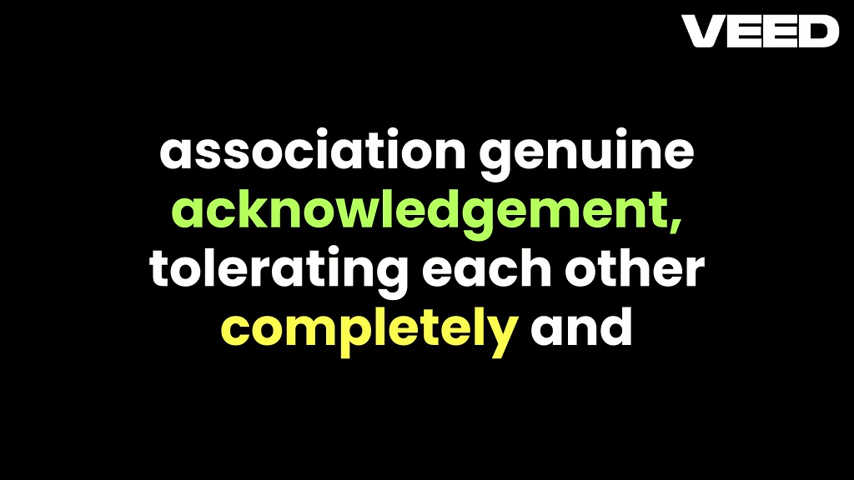 VEED
association genuine
acknowledgement,
tolerating each other
completely and